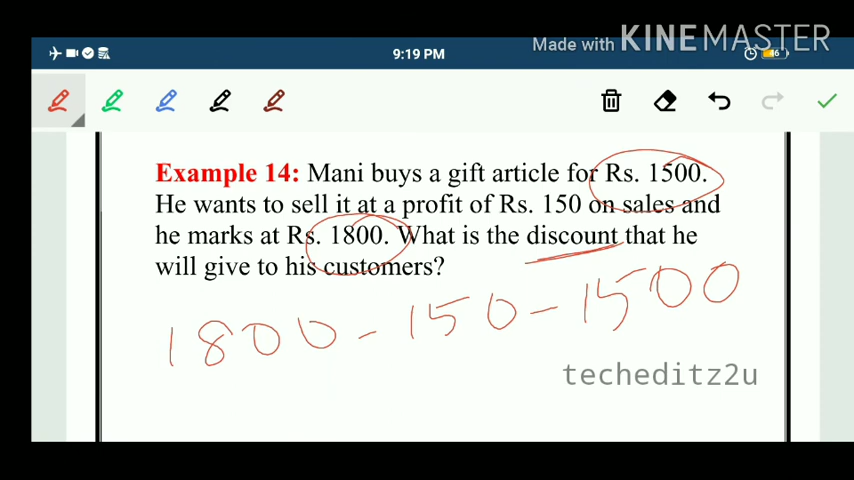 Made with KINEMASTER
9:19 PM
46
Example 14: Mani buys a gift article for Rs. 1500.
He wants to sell it at a profit of Rs. 150 on sales and
he marks at Rs. 1800. What is the discount that he
will give to his customers?
1800 - 150 - 1500
techeditz2u